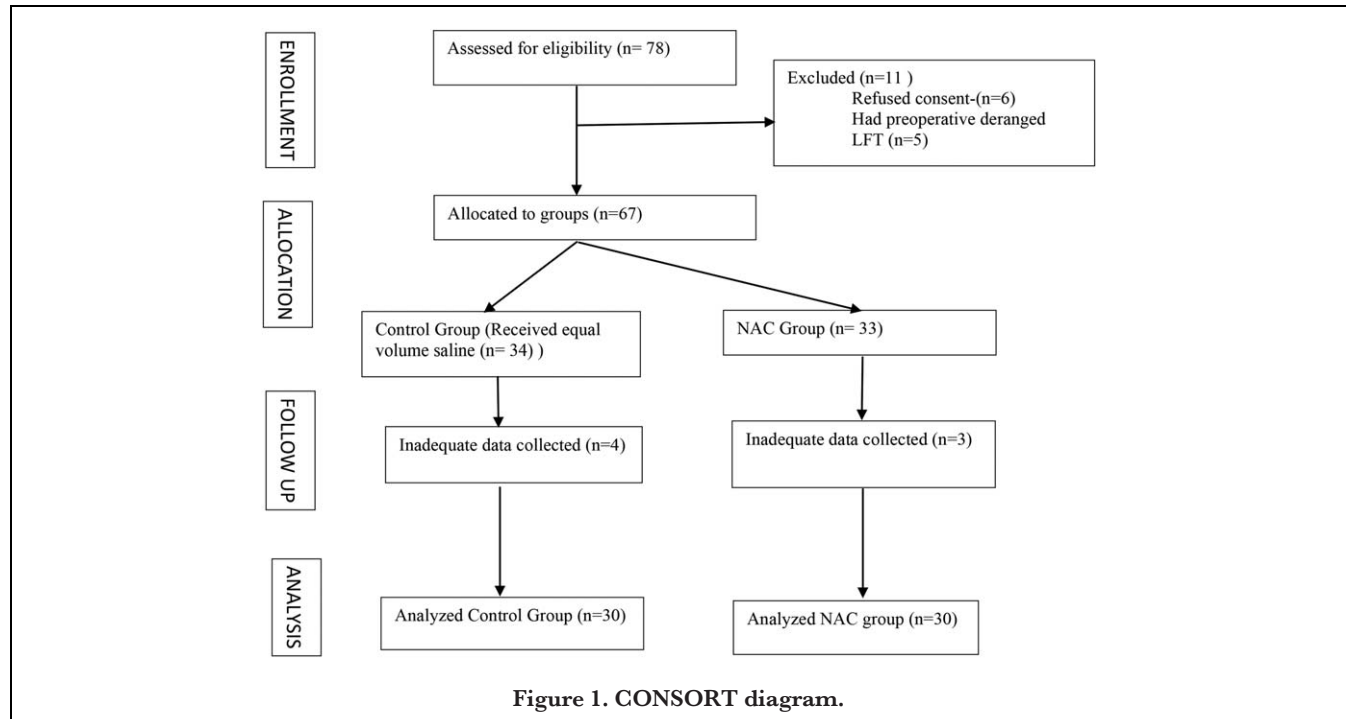 ENROLLMENT
Assessed for eligibility (n= 78)
Excluded (n=11 )
Refused consent-(n=6)
Had preoperative deranged
LFT (n=5)
ALLOCATION
Allocated to groups (n=67)
Control Group (Received equal
volume saline (n= 34) )
NAC Group (n= 33)
FOLLOW UP
Inadequate data collected (n=4)
Inadequate data collected (n=3)
ANALYSIS
Analyzed Control Group (n=30)
Analyzed NAC group (n=30)
Figure 1. CONSORT diagram.